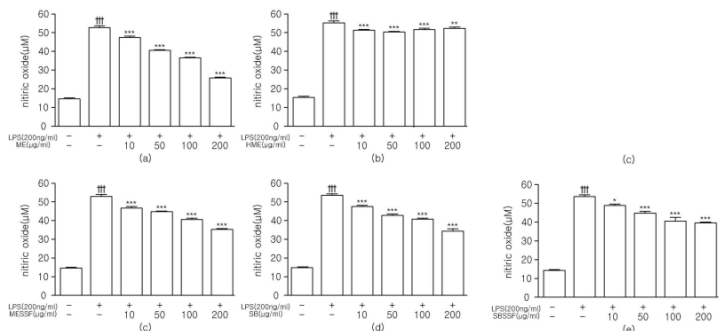 60
50
40
30
20
10
0
nitiric oxide(μM)
††† *** *** *** ***
LPS(200ng/ml) − + + + + +
ME(μg/ml) − − 10 50 100 200
(a)
60
50
40
30
20
10
0
nitiric oxide(μM)
††† *** *** *** **
LPS(200ng/ml) − + + + + +
HME(μg/ml) − − 10 50 100 200
(b)
(c)
60
50
40
30
20
10
0
nitiric oxide(μM)
††† *** *** *** ***
LPS(200ng/ml) − + + + + +
MESSF(μg/ml) − − 10 50 100 200
(c)
60
50
40
30
20
10
0
nitiric oxide(μM)
††† *** *** *** ***
LPS(200ng/ml) − + + + + +
SB(μg/ml) − − 10 50 100 200
(d)
60
50
40
30
20
10
0
nitiric oxide(μM)
††† * *** *** ***
LPS(200ng/ml) − + + + + +
SBSSF(μg/ml) − − 10 50 100 200
(e)